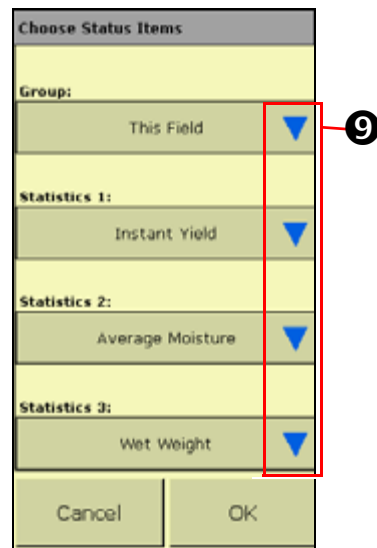 Choose Status Items
Group:
This Field
9
Statistics 1:
Instant Yield
Statistics 2:
Average Moisture
Statistics 3:
Wet Weight
Cancel OK